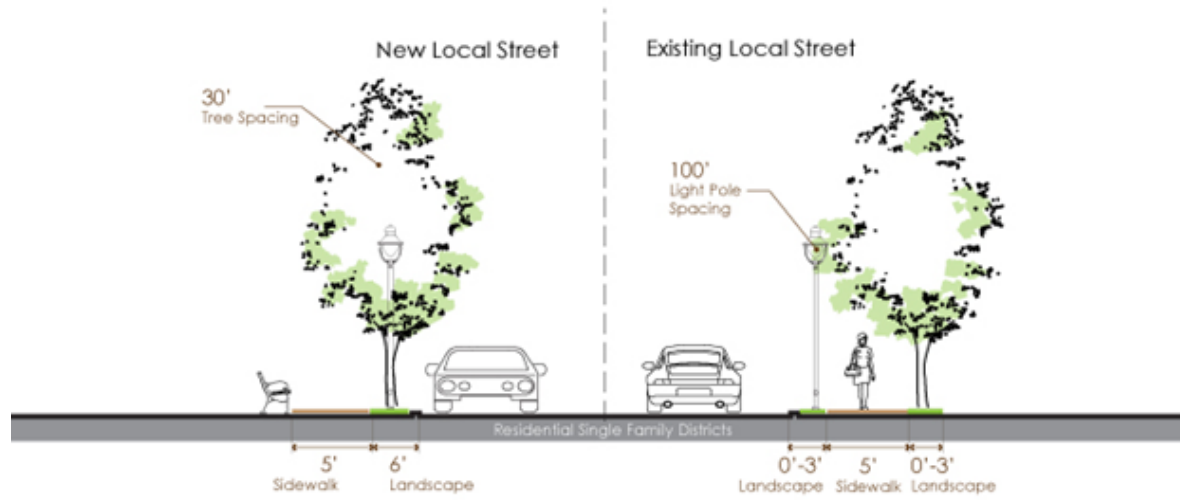 New Local Street
Existing Local Street
30'
Tree Spacing
100'
Light Pole
Spacing
Residential Single Family Districts
5'
Sidewalk
6'
Landscape
0'-3'
Landscape
5'
Sidewalk
0'-3'
Landscape